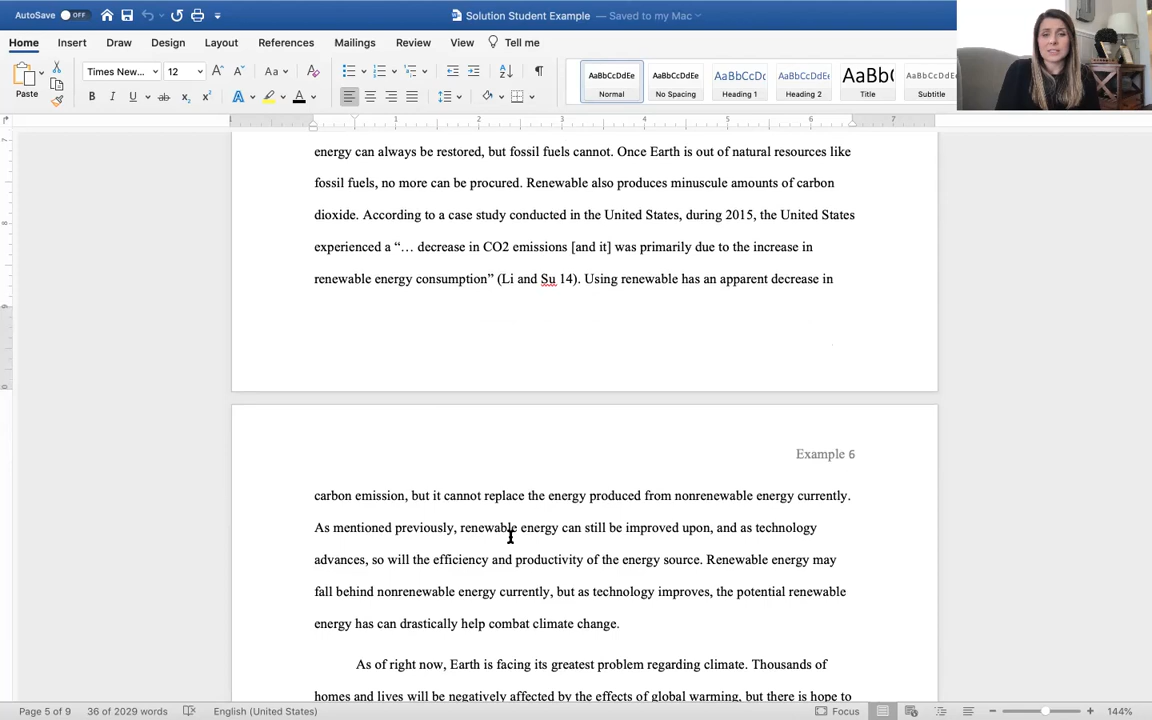 AutoSave OFF Solution Student Example — Saved to my Mac
Home Insert Draw Design Layout References Mailings Review View Tell me
Paste Times New... 12 Aa
AaBbCcDdEe AaBbCcDdEe AaBbCcDc AaBbCcDdEe AaBb( AaBbCcDdEe
Normal No Spacing Heading 1 Heading 2 Title Subtitle
1 2 3 4 5 6 7
energy can always be restored, but fossil fuels cannot. Once Earth is out of natural resources like
fossil fuels, no more can be procured. Renewable also produces minuscule amounts of carbon
dioxide. According to a case study conducted in the United States, during 2015, the United States
experienced a “… decrease in CO2 emissions [and it] was primarily due to the increase in
renewable energy consumption” (Li and Su 14). Using renewable has an apparent decrease in
Example 6
carbon emission, but it cannot replace the energy produced from nonrenewable energy currently.
As mentioned previously, renewable energy can still be improved upon, and as technology
advances, so will the efficiency and productivity of the energy source. Renewable energy may
fall behind nonrenewable energy currently, but as technology improves, the potential renewable
energy has can drastically help combat climate change.
As of right now, Earth is facing its greatest problem regarding climate. Thousands of
homes and lives will be negatively affected by the effects of global warming, but there is hope to
Page 5 of 9 36 of 2029 words English (United States) Focus 144%